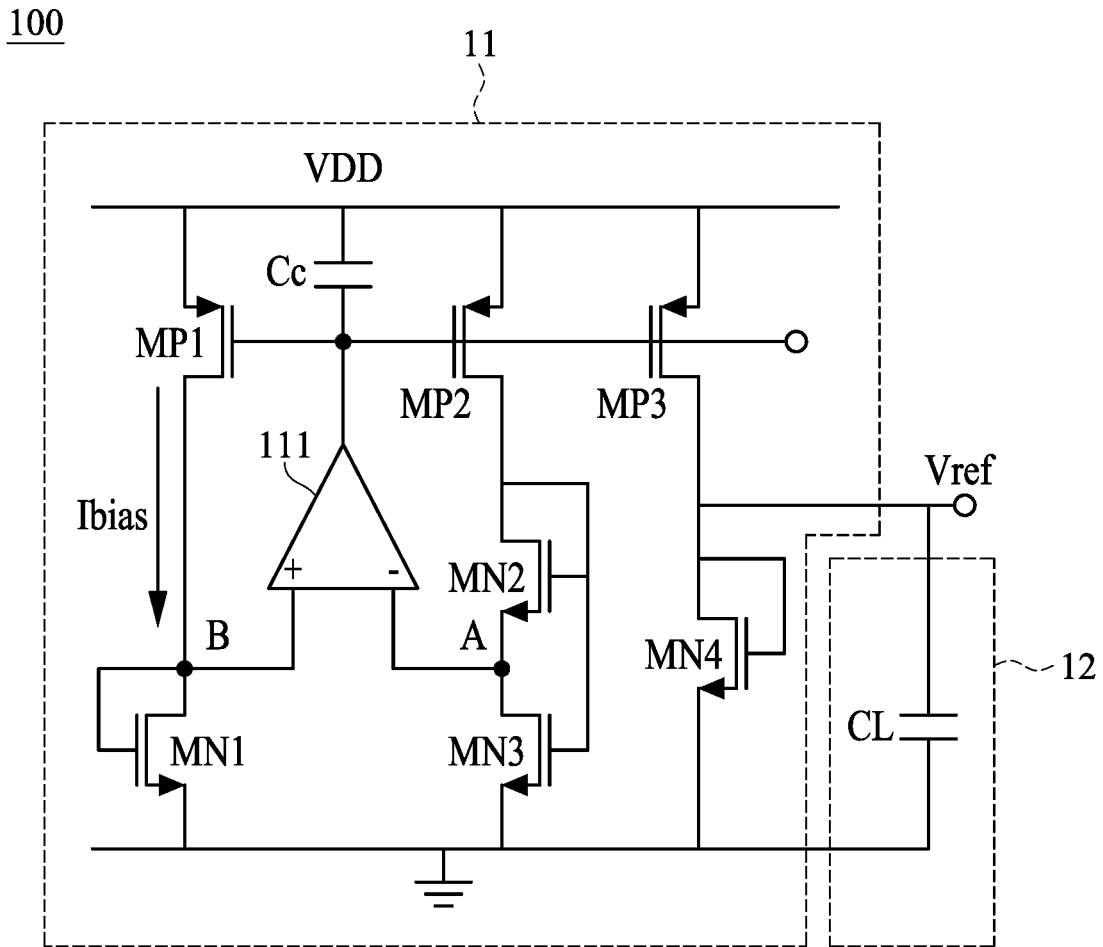 100
11
VDD
Cc
MP1
MP2
MP3
111
Vref
Ibias
+ -
MN2
B
A
MN4
12
MN1
MN3
CL